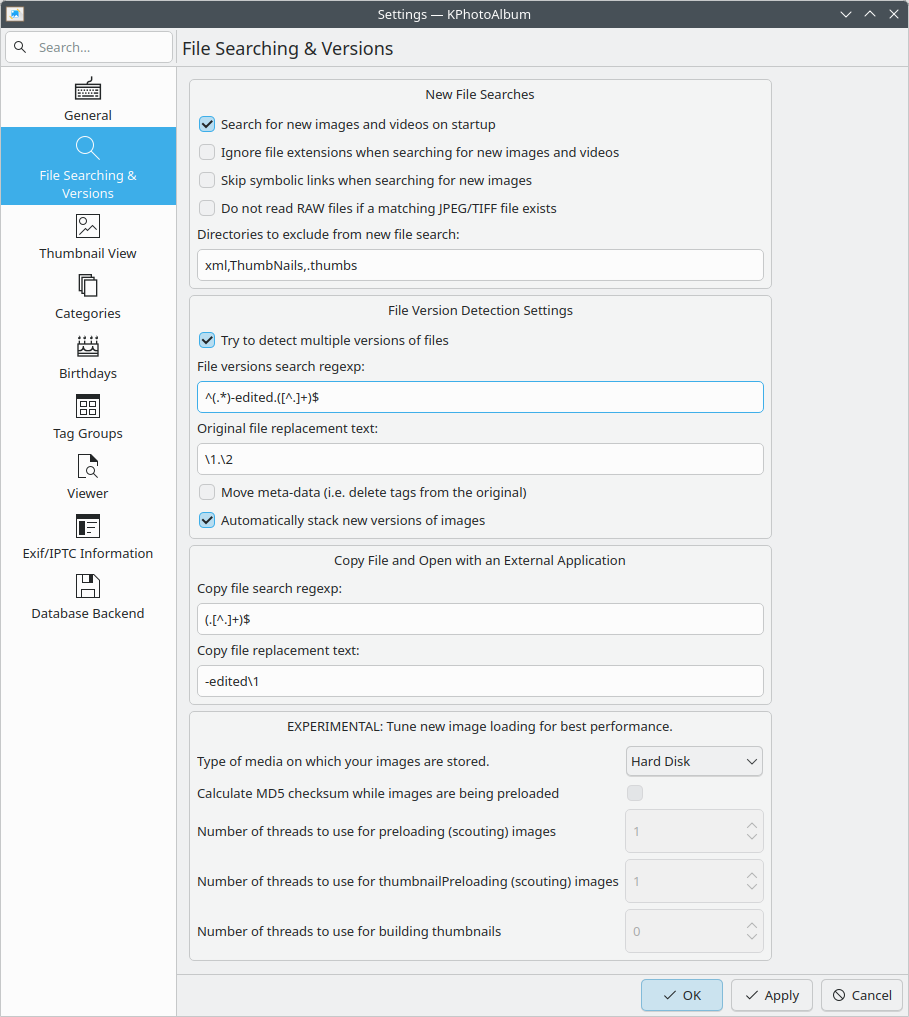 Settings — KPhotoAlbum
Search...
File Searching & Versions
General
File Searching &
Versions
Thumbnail View
Categories
Birthdays
Tag Groups
Viewer
Exif/IPTC Information
Database Backend
New File Searches
Search for new images and videos on startup
Ignore file extensions when searching for new images and videos
Skip symbolic links when searching for new images
Do not read RAW files if a matching JPEG/TIFF file exists
Directories to exclude from new file search:
xml,ThumbNails,.thumbs
File Version Detection Settings
Try to detect multiple versions of files
File versions search regexp:
^(.*)-edited.([^.]+)$
Original file replacement text:
\1.\2
Move meta-data (i.e. delete tags from the original)
Automatically stack new versions of images
Copy File and Open with an External Application
Copy file search regexp:
(.[^.]+)$
Copy file replacement text:
-edited\1
EXPERIMENTAL: Tune new image loading for best performance.
Type of media on which your images are stored.
Hard Disk
Calculate MD5 checksum while images are being preloaded
Number of threads to use for preloading (scouting) images
1
Number of threads to use for thumbnailPreloading (scouting) images
1
Number of threads to use for building thumbnails
0
OK
Apply
Cancel